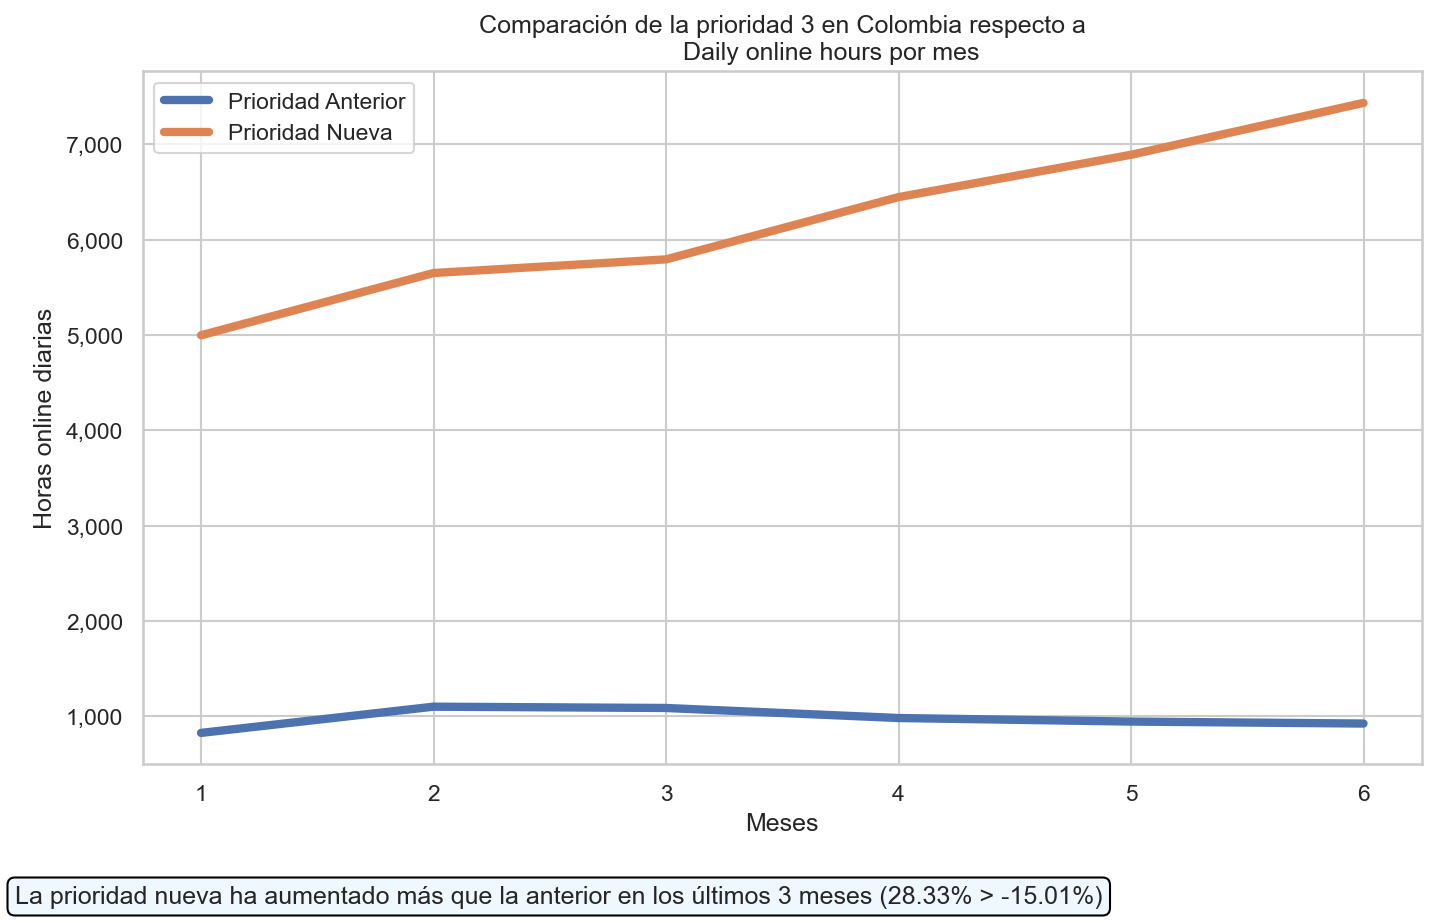 Comparación de la prioridad 3 en Colombia respecto a
Daily online hours por mes
Prioridad Anterior
Prioridad Nueva
7,000
6,000
5,000
4,000
3,000
2,000
1,000
Horas online diarias
1 2 3 4 5 6
Meses
La prioridad nueva ha aumentado más que la anterior en los últimos 3 meses (28.33% > -15.01%)